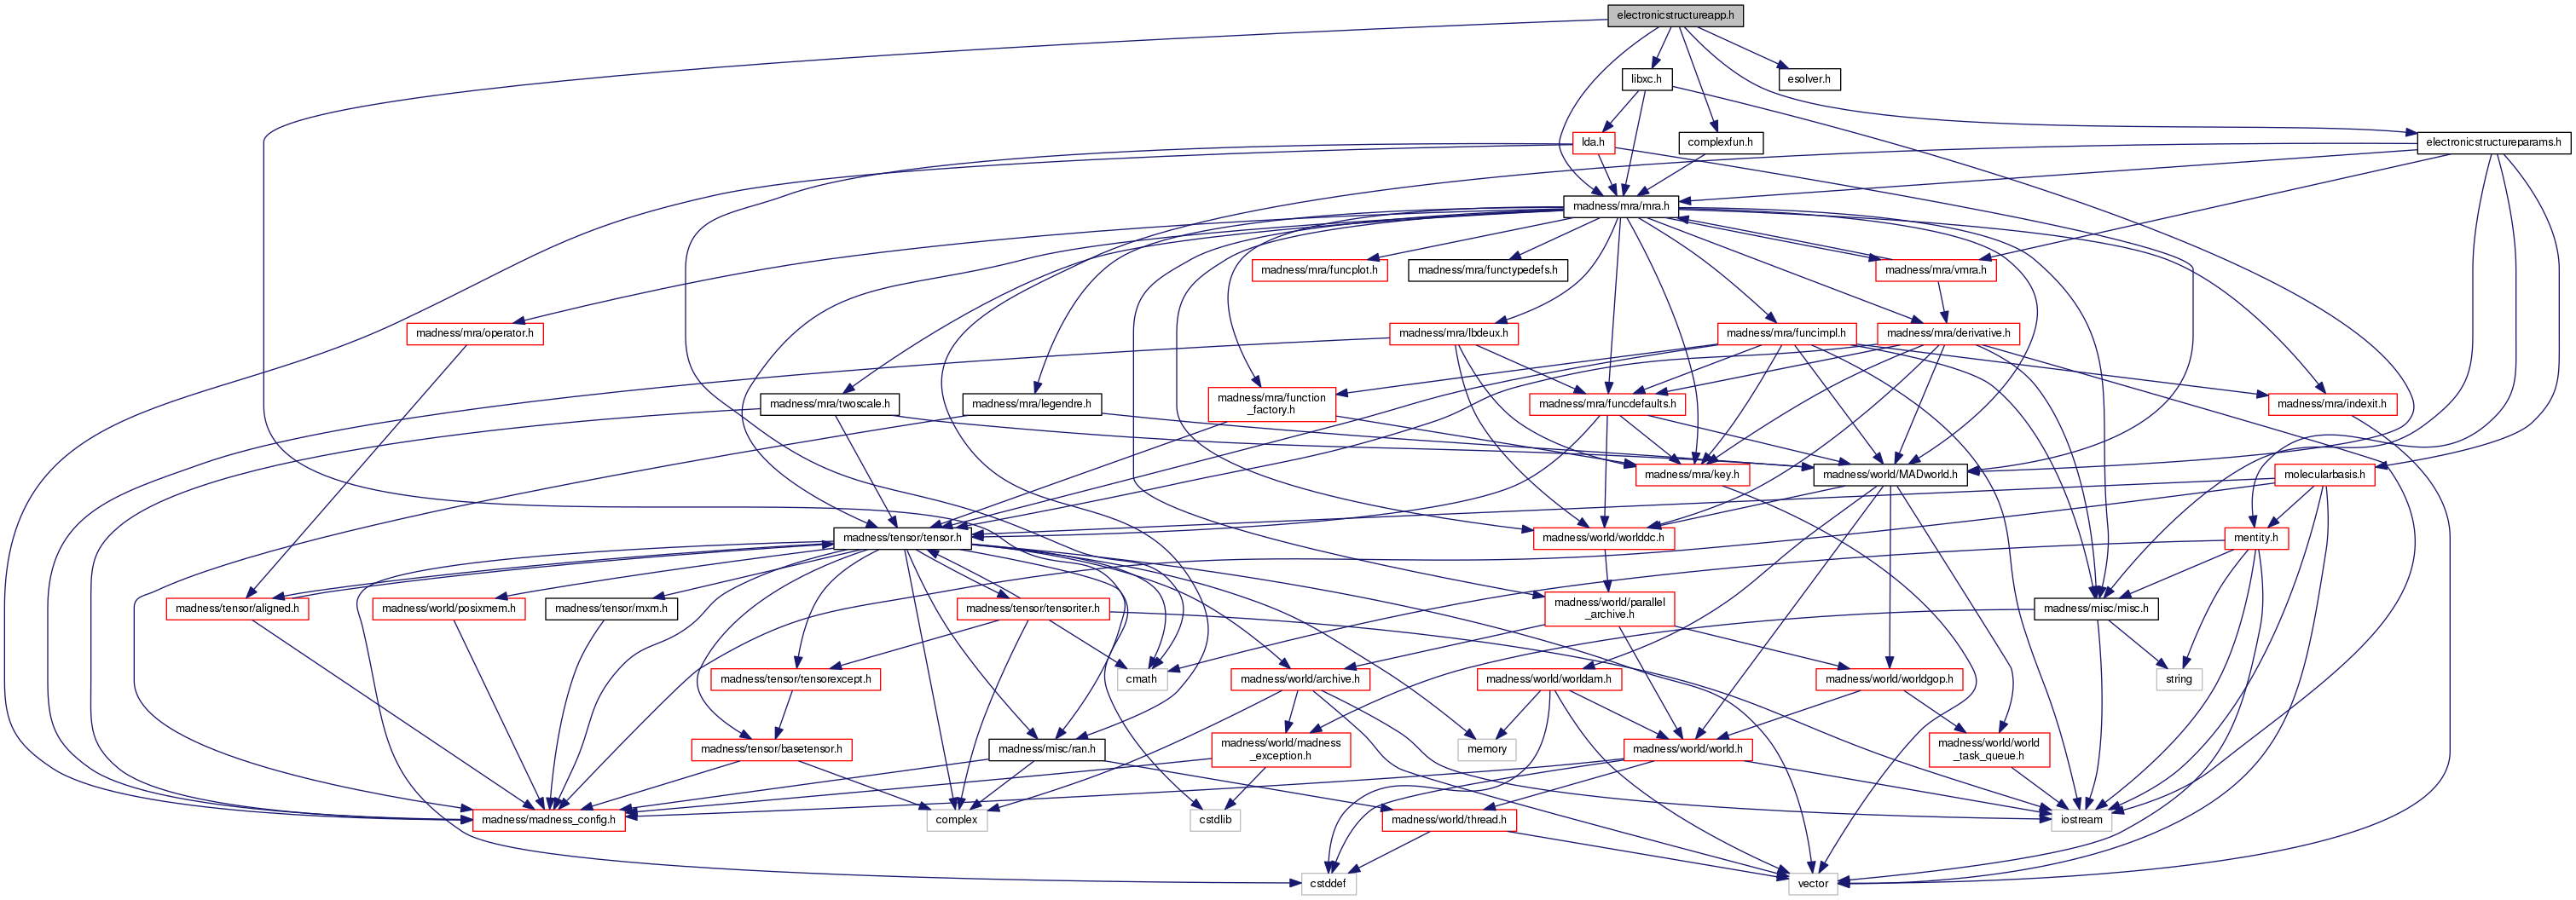 electronicstructureapp.h
libxc.h
esolver.h
lda.h
complexfun.h
electronicstructureparams.h
madness/mra/mra.h
madness/mra/funcplot.h
madness/mra/functypedefs.h
madness/mra/vmra.h
madness/mra/operator.h
madness/mra/lbdeux.h
madness/mra/funcimpl.h
madness/mra/derivative.h
madness/mra/twoscale.h
madness/mra/legendre.h
madness/mra/function
_factory.h
madness/mra/funcdefaults.h
madness/mra/indexit.h
madness/mra/key.h
madness/world/MADworld.h
molecularbasis.h
madness/tensor/tensor.h
madness/world/worlddc.h
mentity.h
madness/tensor/aligned.h
madness/world/posixmem.h
madness/tensor/mxm.h
madness/tensor/tensoriter.h
madness/world/parallel
_archive.h
madness/misc/misc.h
madness/tensor/tensorexcept.h
cmath
madness/world/archive.h
madness/world/worldam.h
madness/world/worldgop.h
string
madness/tensor/basetensor.h
madness/misc/ran.h
madness/world/madness
_exception.h
memory
madness/world/world.h
madness/world/world
_task_queue.h
madness/madness_config.h
complex
cstdlib
madness/world/thread.h
iostream
cstddef
vector